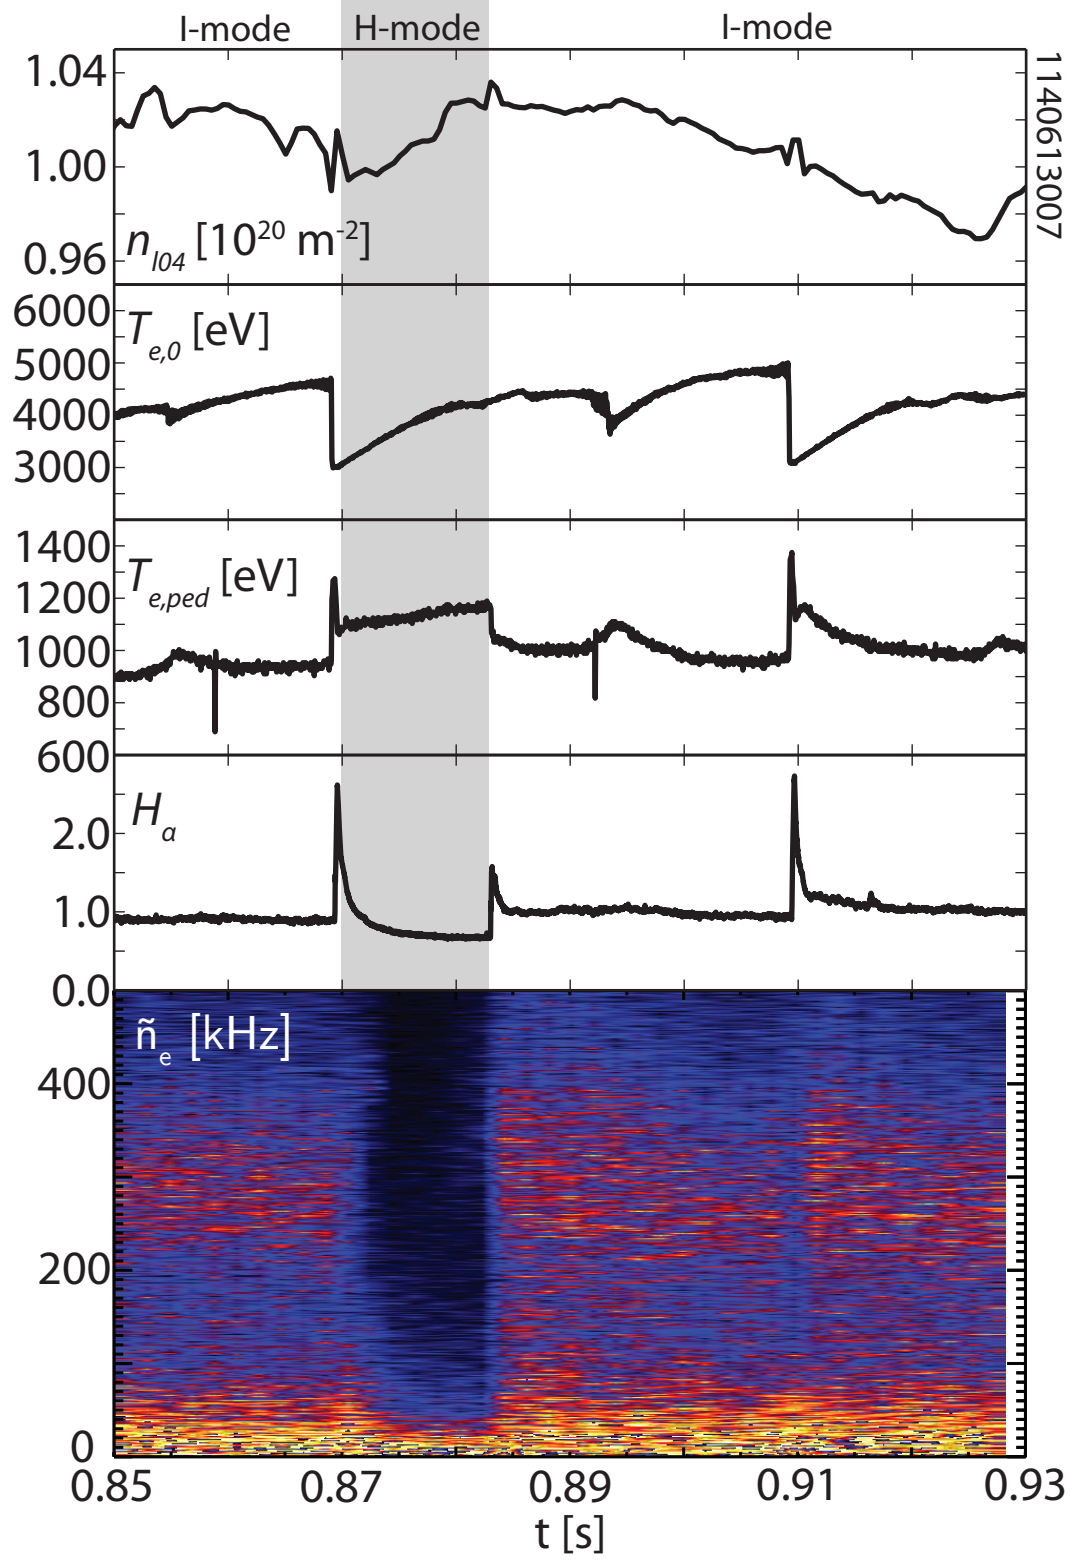 I-mode H-mode I-mode
1140613007
1.04
1.00
0.96
n_l04 [10^20 m^-2]
6000
5000
4000
3000
T_e,0 [eV]
1400
1200
1000
800
600
T_e,ped [eV]
2.0
1.0
0.0
H_α
ñ_e [kHz]
400
200
0
0.85 0.87 0.89 0.91 0.93
t [s]